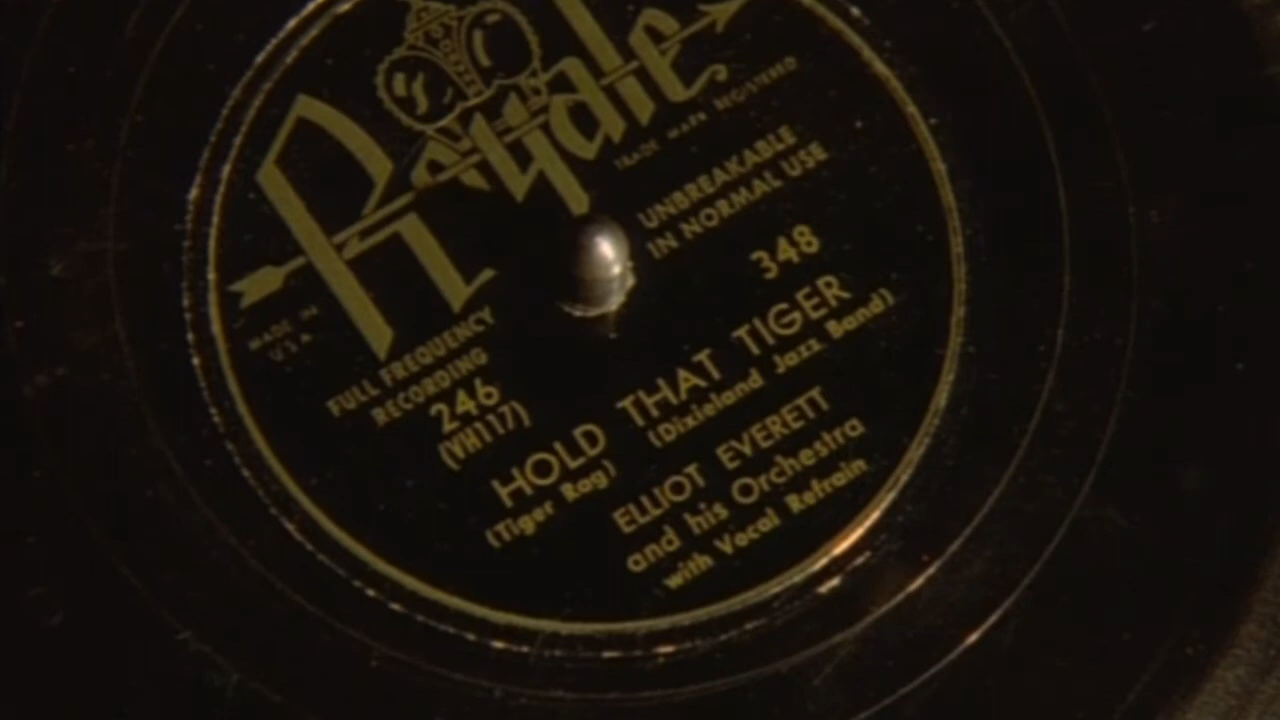 Royale
TRADE MARK REGISTERED
MADE IN
U S A
UNBREAKABLE
IN NORMAL USE
FULL FREQUENCY
RECORDING
246
(VH117)
348
HOLD THAT TIGER
(Tiger Rag) (Dixieland Jazz Band)
ELLIOT EVERETT
and his Orchestra
with Vocal Refrain